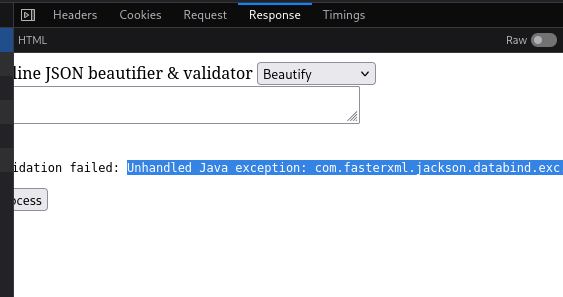 Headers Cookies Request Response Timings
HTML Raw
line JSON beautifier & validator Beautify
idation failed: Unhandled Java exception: com.fasterxml.jackson.databind.exc
ocess